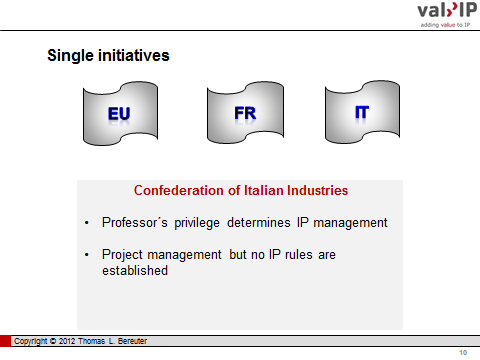 val IP
adding value to IP
Single initiatives
EU
FR
IT
Confederation of Italian Industries
• Professor´s privilege determines IP management
• Project management but no IP rules are
established
Copyright © 2012 Thomas L. Bereuter
10